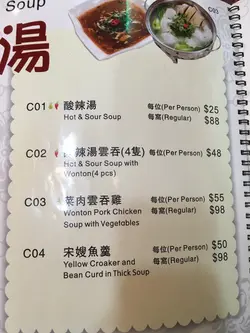 Soup
C03
湯
C01 酸辣湯 每位(Per Person) $25
Hot & Sour Soup 每窩(Regular) $88
C02 辣湯雲吞(4隻) 每位(Per Person) $48
Hot & Sour Soup with
Wonton(4 pcs)
C03 菜肉雲吞雞 每位(Per Person) $55
Wonton Pork Chicken 每窩(Regular) $98
Soup with Vegetables
C04 宋嫂魚羹 每位(Per Person) $50
Yellow Croaker and 每窩(Regular) $98
Bean Curd in Thick Soup